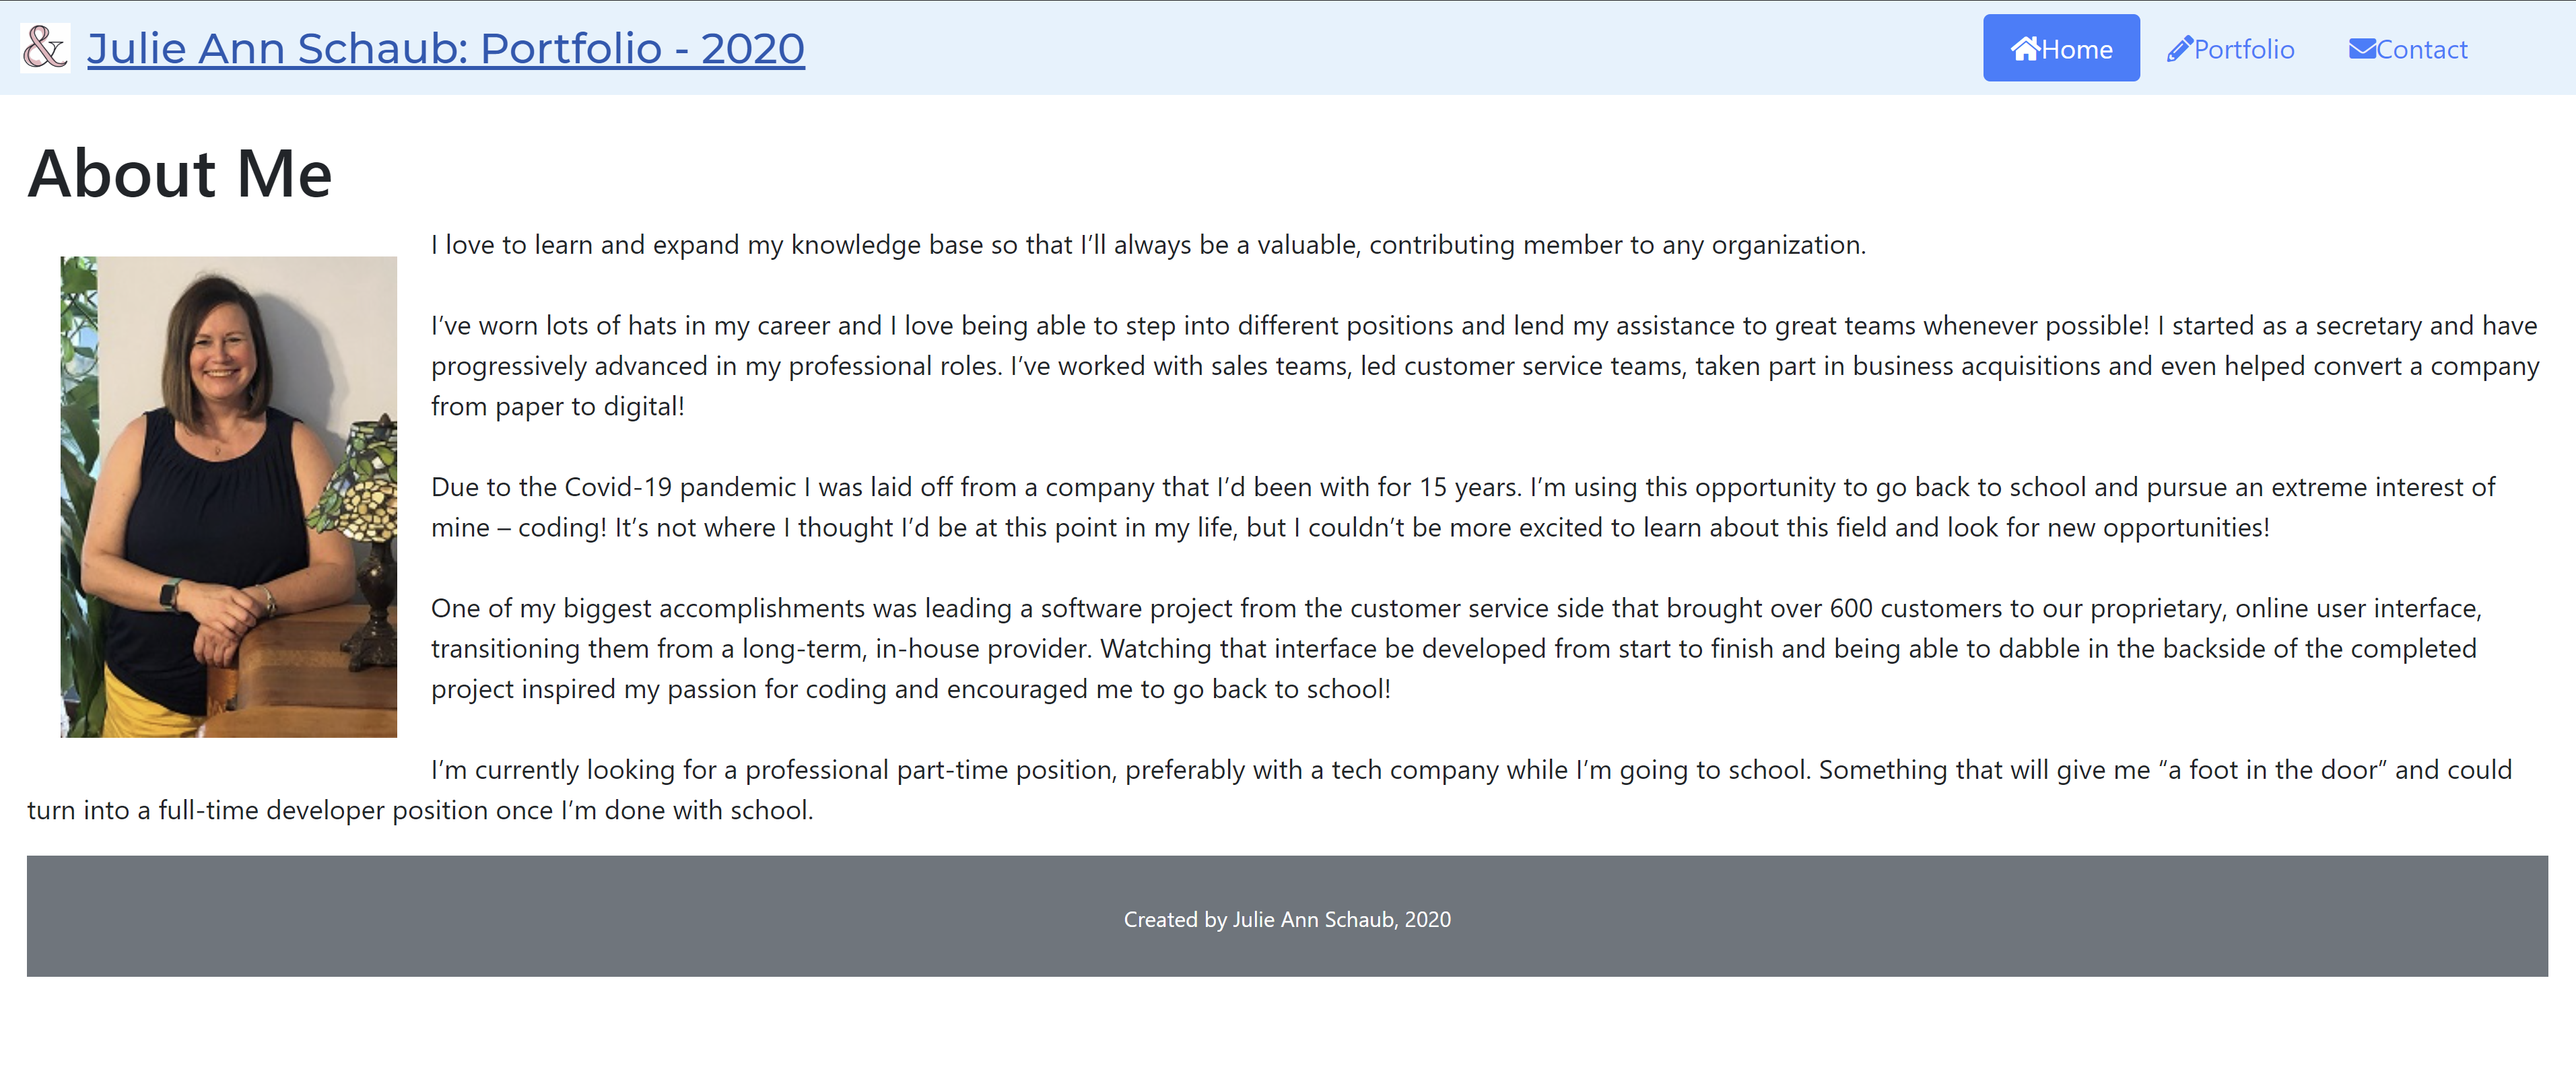 & Julie Ann Schaub: Portfolio - 2020
Home Portfolio Contact
About Me
I love to learn and expand my knowledge base so that I’ll always be a valuable, contributing member to any organization.
I’ve worn lots of hats in my career and I love being able to step into different positions and lend my assistance to great teams whenever possible! I started as a secretary and have
progressively advanced in my professional roles. I’ve worked with sales teams, led customer service teams, taken part in business acquisitions and even helped convert a company
from paper to digital!
Due to the Covid-19 pandemic I was laid off from a company that I’d been with for 15 years. I’m using this opportunity to go back to school and pursue an extreme interest of
mine – coding! It’s not where I thought I’d be at this point in my life, but I couldn’t be more excited to learn about this field and look for new opportunities!
One of my biggest accomplishments was leading a software project from the customer service side that brought over 600 customers to our proprietary, online user interface,
transitioning them from a long-term, in-house provider. Watching that interface be developed from start to finish and being able to dabble in the backside of the completed
project inspired my passion for coding and encouraged me to go back to school!
I’m currently looking for a professional part-time position, preferably with a tech company while I’m going to school. Something that will give me “a foot in the door” and could
turn into a full-time developer position once I’m done with school.
Created by Julie Ann Schaub, 2020